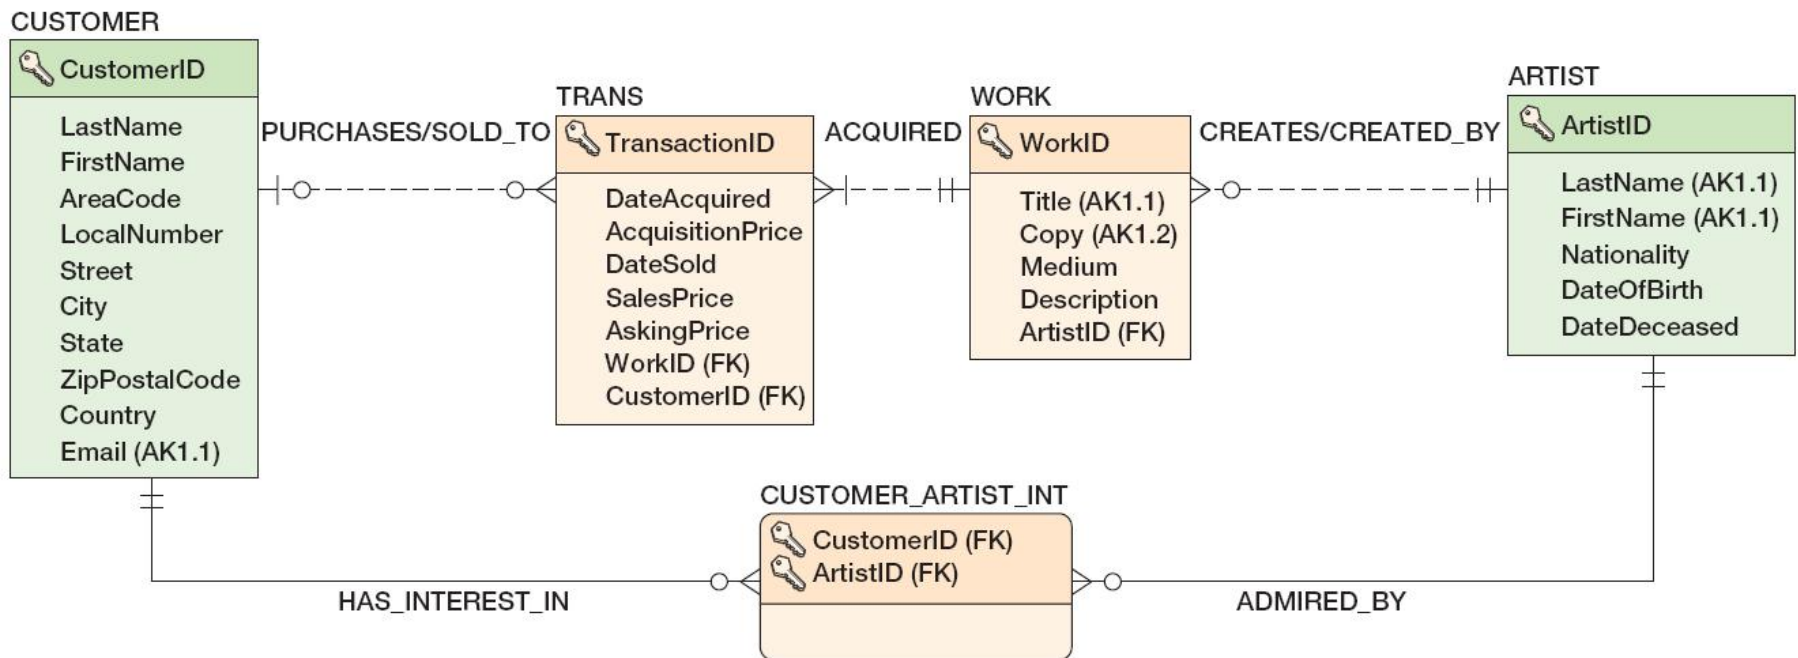 CUSTOMER
CustomerID
LastName
FirstName
AreaCode
LocalNumber
Street
City
State
ZipPostalCode
Country
Email (AK1.1)
PURCHASES/SOLD_TO
TRANS
TransactionID
DateAcquired
AcquisitionPrice
DateSold
SalesPrice
AskingPrice
WorkID (FK)
CustomerID (FK)
ACQUIRED
WORK
WorkID
Title (AK1.1)
Copy (AK1.2)
Medium
Description
ArtistID (FK)
CREATES/CREATED_BY
ARTIST
ArtistID
LastName (AK1.1)
FirstName (AK1.1)
Nationality
DateOfBirth
DateDeceased
CUSTOMER_ARTIST_INT
CustomerID (FK)
ArtistID (FK)
HAS_INTEREST_IN
ADMIRED_BY